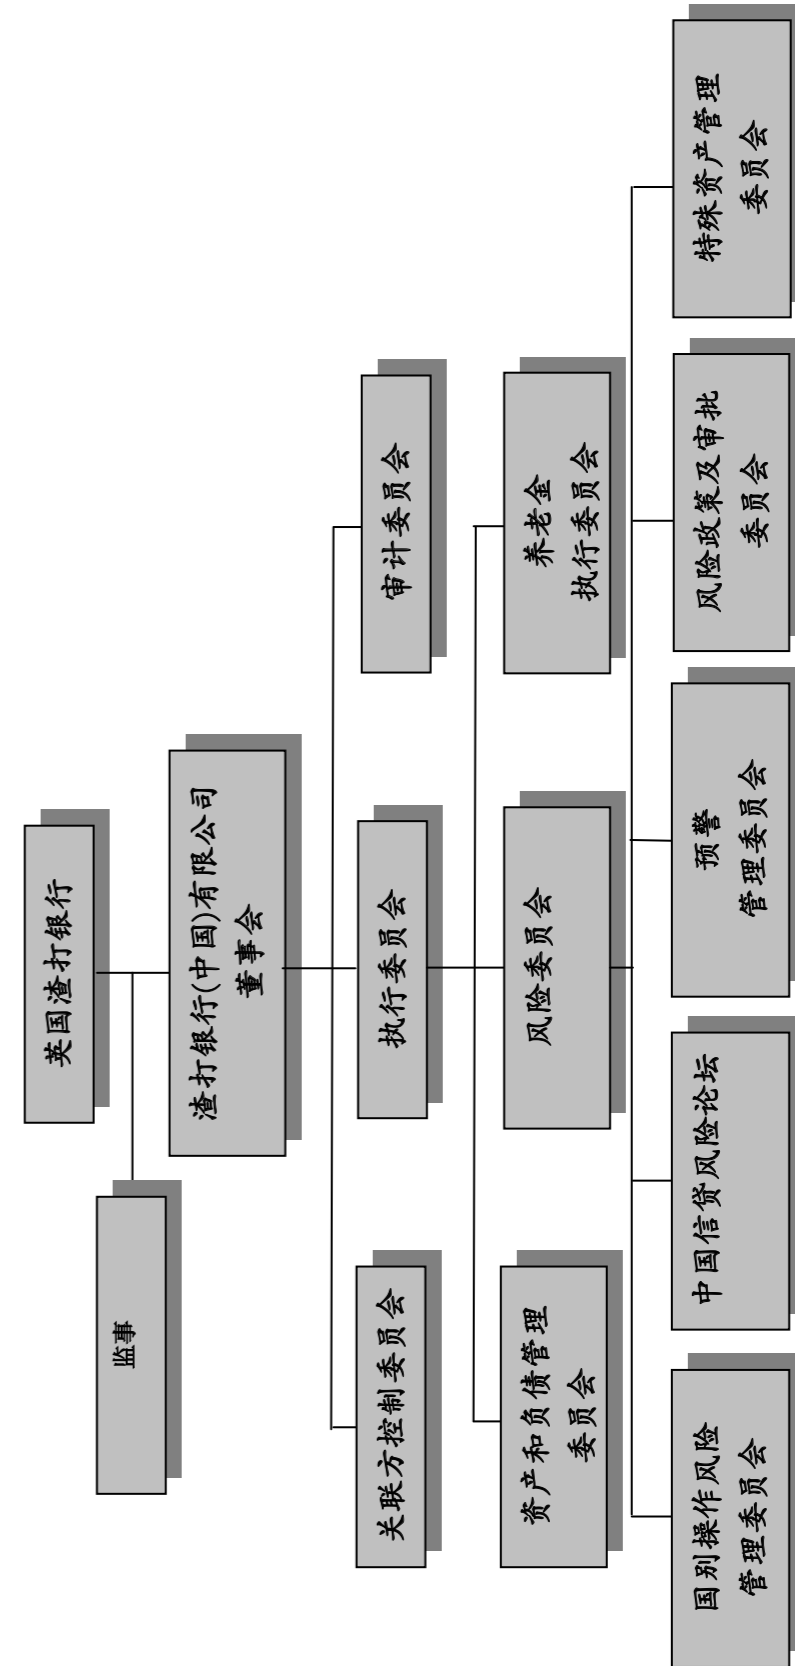 英国渣打银行
监事
渣打银行(中国)有限公司
董事会
关联方控制委员会
执行委员会
审计委员会
资产和负债管理
委员会
风险委员会
养老金
执行委员会
国别操作风险
管理委员会
中国信贷风险论坛
预警
管理委员会
风险政策及审批
委员会
特殊资产管理
委员会